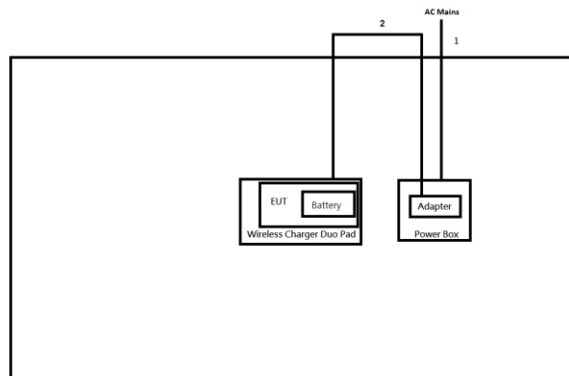 AC Mains
2
1
EUT
Battery
Adapter
Wireless Charger Duo Pad
Power Box